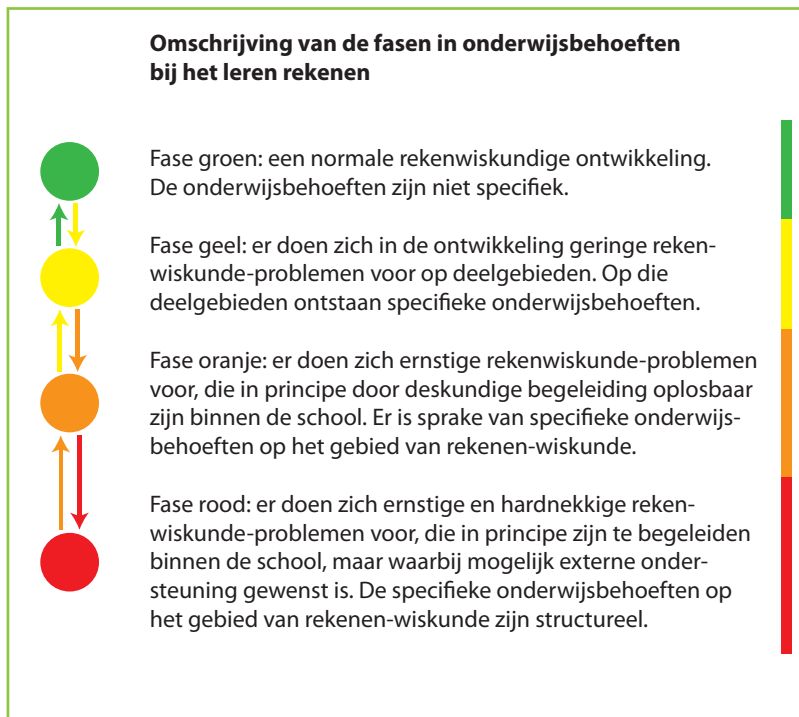 Omschrijving van de fasen in onderwijsbehoeften
bij het leren rekenen
Fase groen: een normale rekenwiskundige ontwikkeling.
De onderwijsbehoeften zijn niet specifiek.
Fase geel: er doen zich in de ontwikkeling geringe reken-
wiskunde-problemen voor op deelgebieden. Op die
deelgebieden ontstaan specifieke onderwijsbehoeften.
Fase oranje: er doen zich ernstige rekenwiskunde-problemen
voor, die in principe door deskundige begeleiding oplosbaar
zijn binnen de school. Er is sprake van specifieke onderwijs-
behoeften op het gebied van rekenen-wiskunde.
Fase rood: er doen zich ernstige en hardnekkige reken-
wiskunde-problemen voor, die in principe zijn te begeleiden
binnen de school, maar waarbij mogelijk externe onder-
steuning gewenst is. De specifieke onderwijsbehoeften op
het gebied van rekenen-wiskunde zijn structureel.